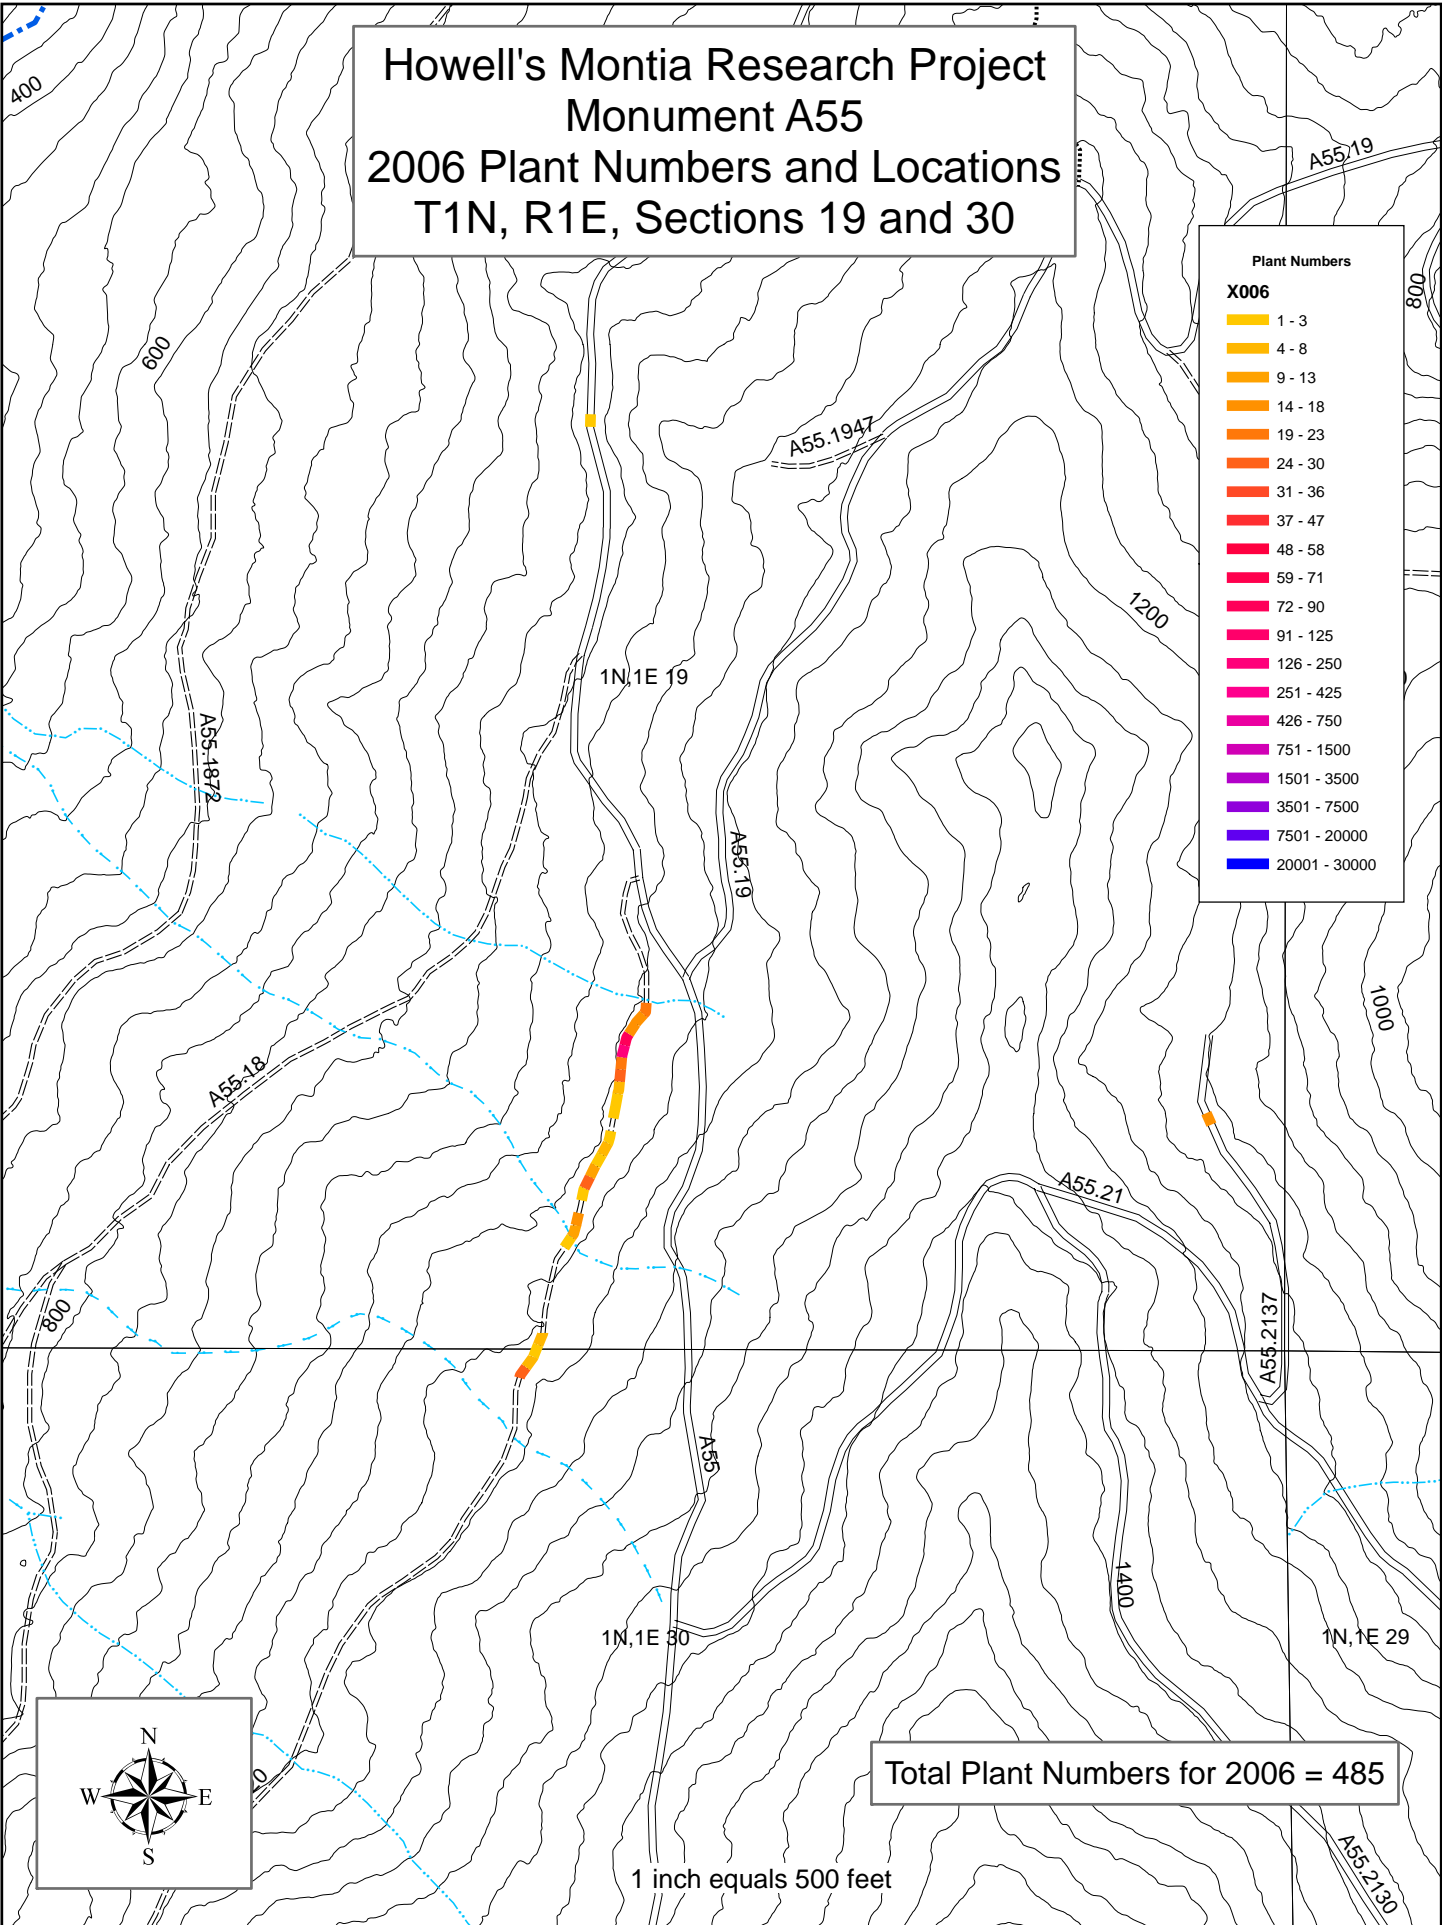 Howell's Montia Research Project
Monument A55
2006 Plant Numbers and Locations
T1N, R1E, Sections 19 and 30
400
A55.19
Plant Numbers
X006
1 - 3
4 - 8
9 - 13
14 - 18
19 - 23
24 - 30
31 - 36
37 - 47
48 - 58
59 - 71
72 - 90
91 - 125
126 - 250
251 - 425
426 - 750
751 - 1500
1501 - 3500
3501 - 7500
7501 - 20000
20001 - 30000
800
600
A55.1947
1200
1N,1E 19
A55.1872
A55.19
1000
A55.18
A55.21
800
A55.2137
A55
1400
1N,1E 30
1N,1E 29
N
W
E
S
Total Plant Numbers for 2006 = 485
A55.2130
1 inch equals 500 feet